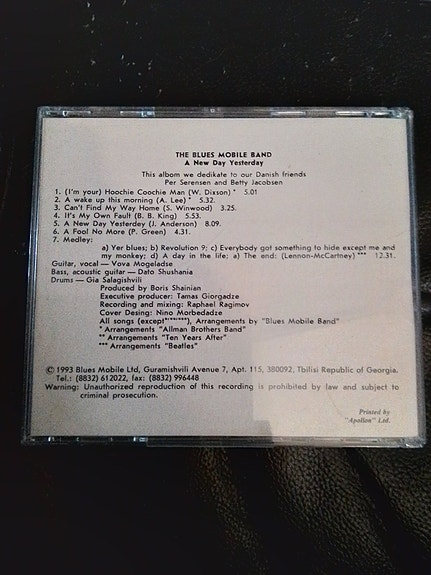 THE BLUES MOBILE BAND
A New Day Yesterday
This album we dedikate to our Danish friends
Per Serensen and Betty Jacobsen
1. (I'm your) Hoochie Coochie Man (W. Dixson) * 5.01
2. A wake up this morning (A. Lee) * 5.32.
3. Can't Find My Way Home (S. Winwood) 3.25.
4. It's My Own Fault (B. B. King) 5.53.
5. A New Dey Yesterday (J. Anderson) 8.09.
6. A Fool No More (P. Green) 4.31.
7. Medley:
a) Yer blues; b) Revolution 9; c) Everybody got something to hide except me and
my monkey; d) A day in the life; a) The end: (Lennon-McCartney) *** 12.31.
Guitar, vocal — Vova Mogeladse
Bass, acoustic guitar — Dato Shushania
Drums — Gia Salagishvili
Produced by Boris Shainian
Executive producer: Tamas Giorgadze
Recording and mixing: Raphael Ragimov
Cover Desing: Nino Morbedadze
All songs (except*'**'***), Arrangements by "Blues Mobile Band"
* Arrangements "Allman Brothers Band"
** Arrangements "Ten Years After"
*** Arrangements "Beatles"
© 1993 Blues Mobile Ltd, Guramishvili Avenue 7, Apt. 115, 380092, Tbilisi Republic of Georgia.
Tel.: (8832) 612022, fax: (8832) 996448
Warning: Unauthorized reproduction of this recording is prohibited by law and subject to
criminal prosecution.
Printed by
"Apollon" Ltd.